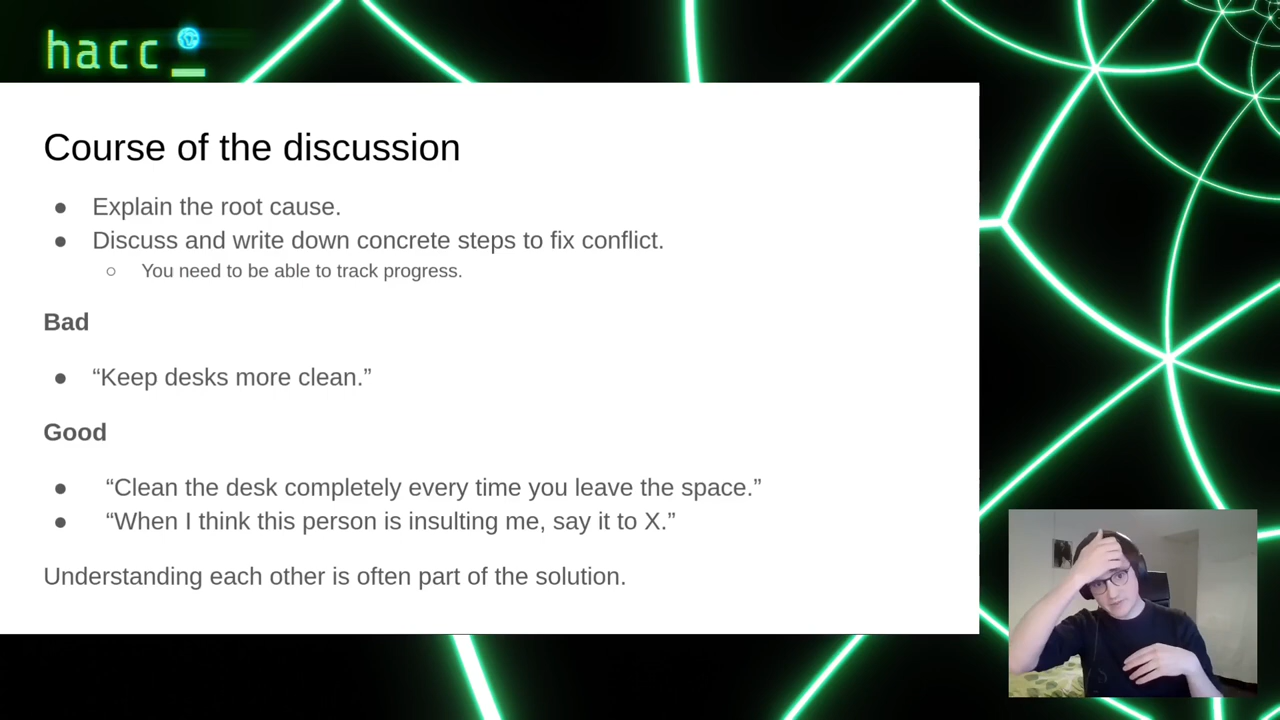 hacc_
Course of the discussion
● Explain the root cause.
● Discuss and write down concrete steps to fix conflict.
○ You need to be able to track progress.
Bad
● “Keep desks more clean.”
Good
● “Clean the desk completely every time you leave the space.”
● “When I think this person is insulting me, say it to X.”
Understanding each other is often part of the solution.